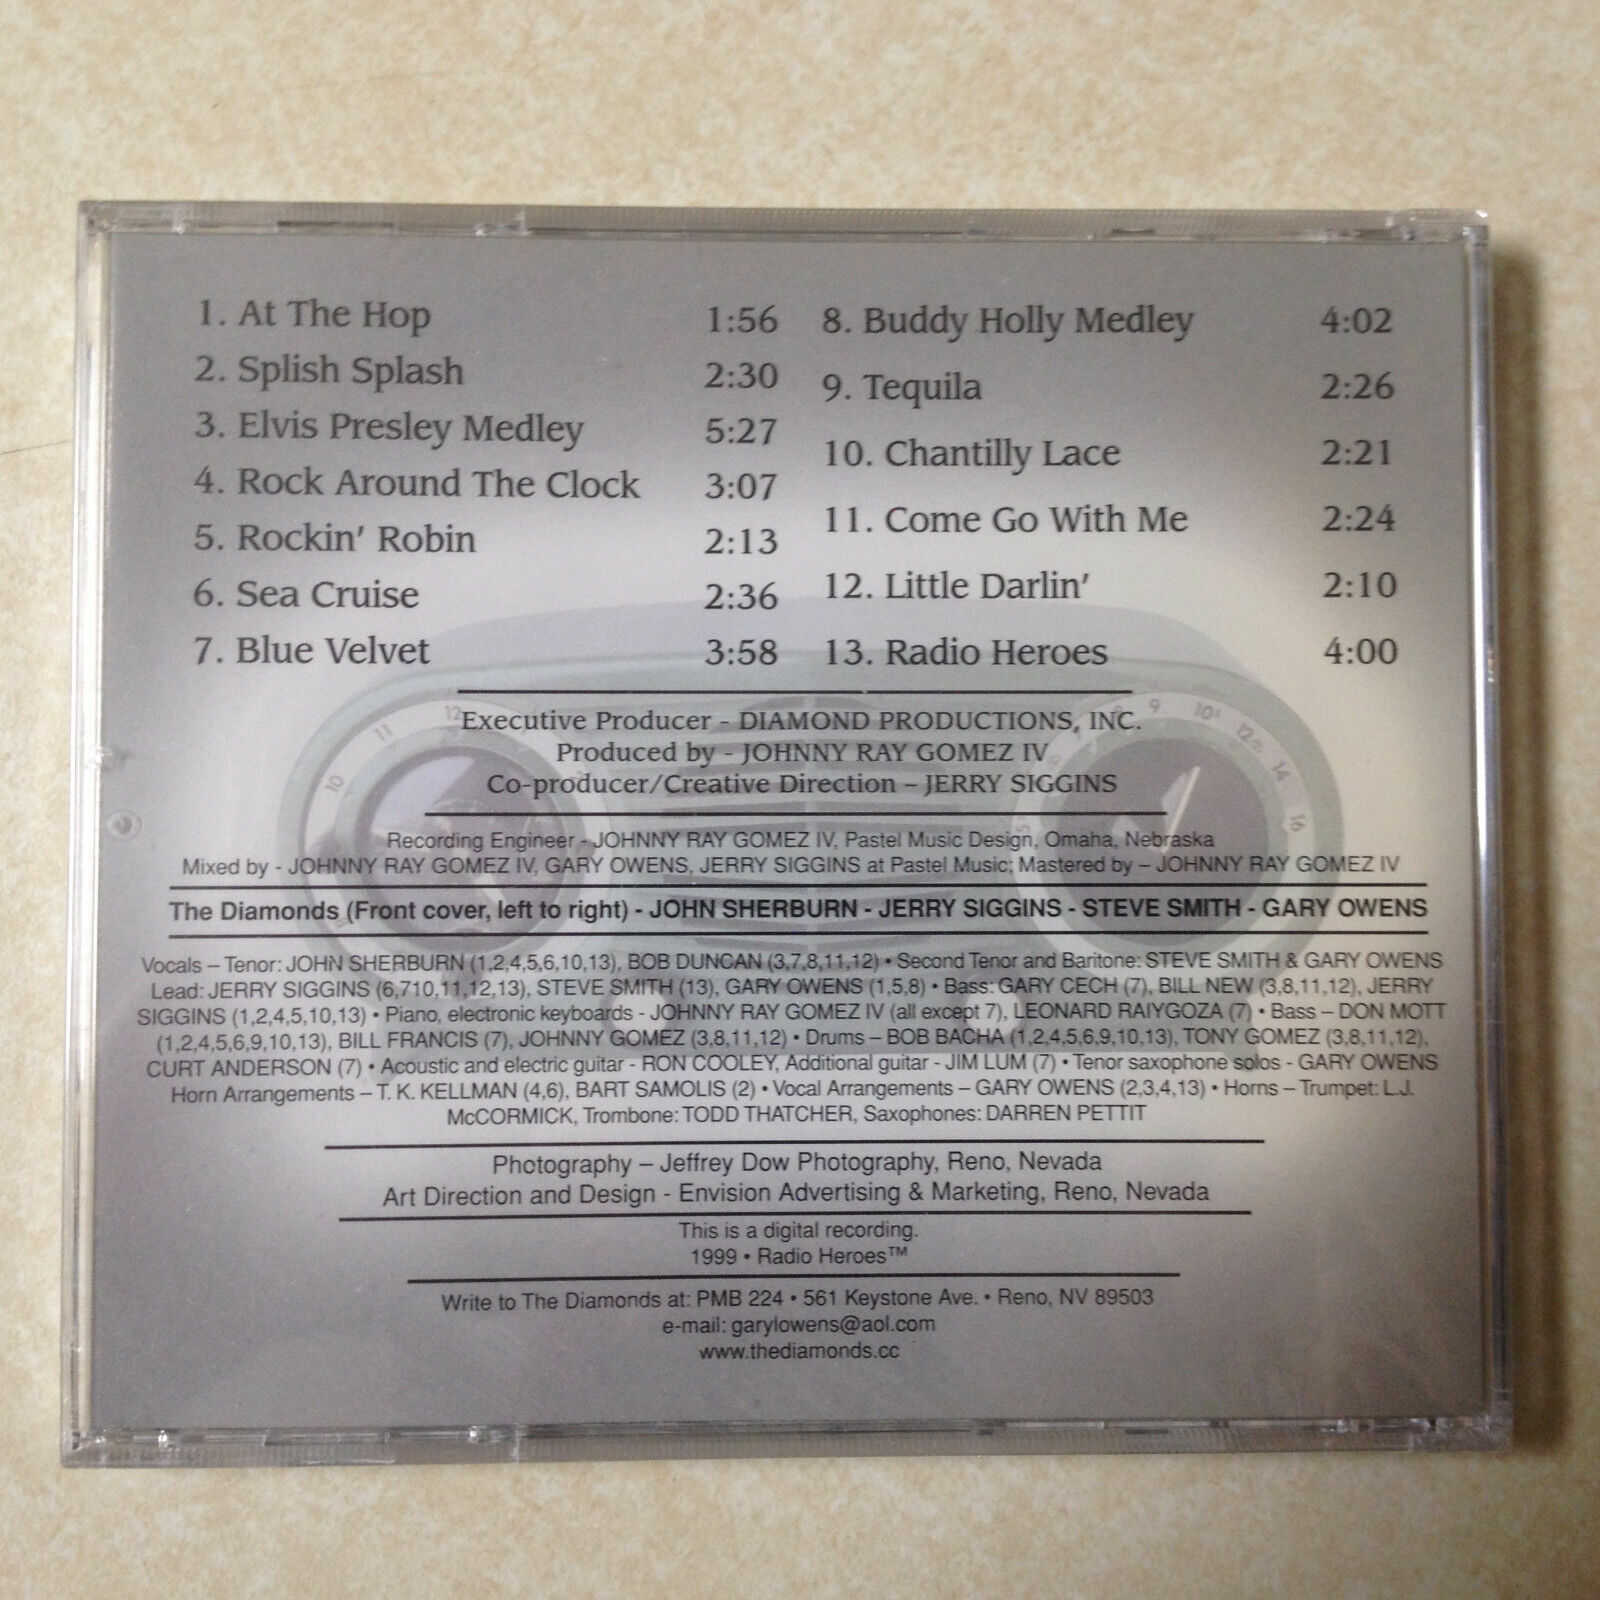 1. At The Hop 1:56
2. Splish Splash 2:30
3. Elvis Presley Medley 5:27
4. Rock Around The Clock 3:07
5. Rockin' Robin 2:13
6. Sea Cruise 2:36
7. Blue Velvet 3:58
8. Buddy Holly Medley 4:02
9. Tequila 2:26
10. Chantilly Lace 2:21
11. Come Go With Me 2:24
12. Little Darlin' 2:10
13. Radio Heroes 4:00
Executive Producer - DIAMOND PRODUCTIONS, INC.
Produced by - JOHNNY RAY GOMEZ IV
Co-producer/Creative Direction – JERRY SIGGINS
Recording Engineer - JOHNNY RAY GOMEZ IV, Pastel Music Design, Omaha, Nebraska
Mixed by - JOHNNY RAY GOMEZ IV, GARY OWENS, JERRY SIGGINS at Pastel Music; Mastered by – JOHNNY RAY GOMEZ IV
The Diamonds (Front cover, left to right) - JOHN SHERBURN - JERRY SIGGINS - STEVE SMITH - GARY OWENS
Vocals – Tenor: JOHN SHERBURN (1,2,4,5,6,10,13), BOB DUNCAN (3,7,8,11,12) • Second Tenor and Baritone: STEVE SMITH & GARY OWENS
Lead: JERRY SIGGINS (6,710,11,12,13), STEVE SMITH (13), GARY OWENS (1,5,8) • Bass: GARY CECH (7), BILL NEW (3,8,11,12), JERRY
SIGGINS (1,2,4,5,10,13) • Piano, electronic keyboards - JOHNNY RAY GOMEZ IV (all except 7), LEONARD RAIYGOZA (7) • Bass – DON MOTT
(1,2,4,5,6,9,10,13), BILL FRANCIS (7), JOHNNY GOMEZ (3,8,11,12) • Drums – BOB BACHA (1,2,4,5,6,9,10,13), TONY GOMEZ (3,8,11,12),
CURT ANDERSON (7) • Acoustic and electric guitar - RON COOLEY, Additional guitar - JIM LUM (7) • Tenor saxophone solos - GARY OWENS
Horn Arrangements – T. K. KELLMAN (4,6), BART SAMOLIS (2) • Vocal Arrangements – GARY OWENS (2,3,4,13) • Horns – Trumpet: L.J.
McCORMICK, Trombone: TODD THATCHER, Saxophones: DARREN PETTIT
Photography – Jeffrey Dow Photography, Reno, Nevada
Art Direction and Design - Envision Advertising & Marketing, Reno, Nevada
This is a digital recording.
1999 • Radio Heroes™
Write to The Diamonds at: PMB 224 • 561 Keystone Ave. • Reno, NV 89503
e-mail: garylowens@aol.com
www.thediamonds.cc